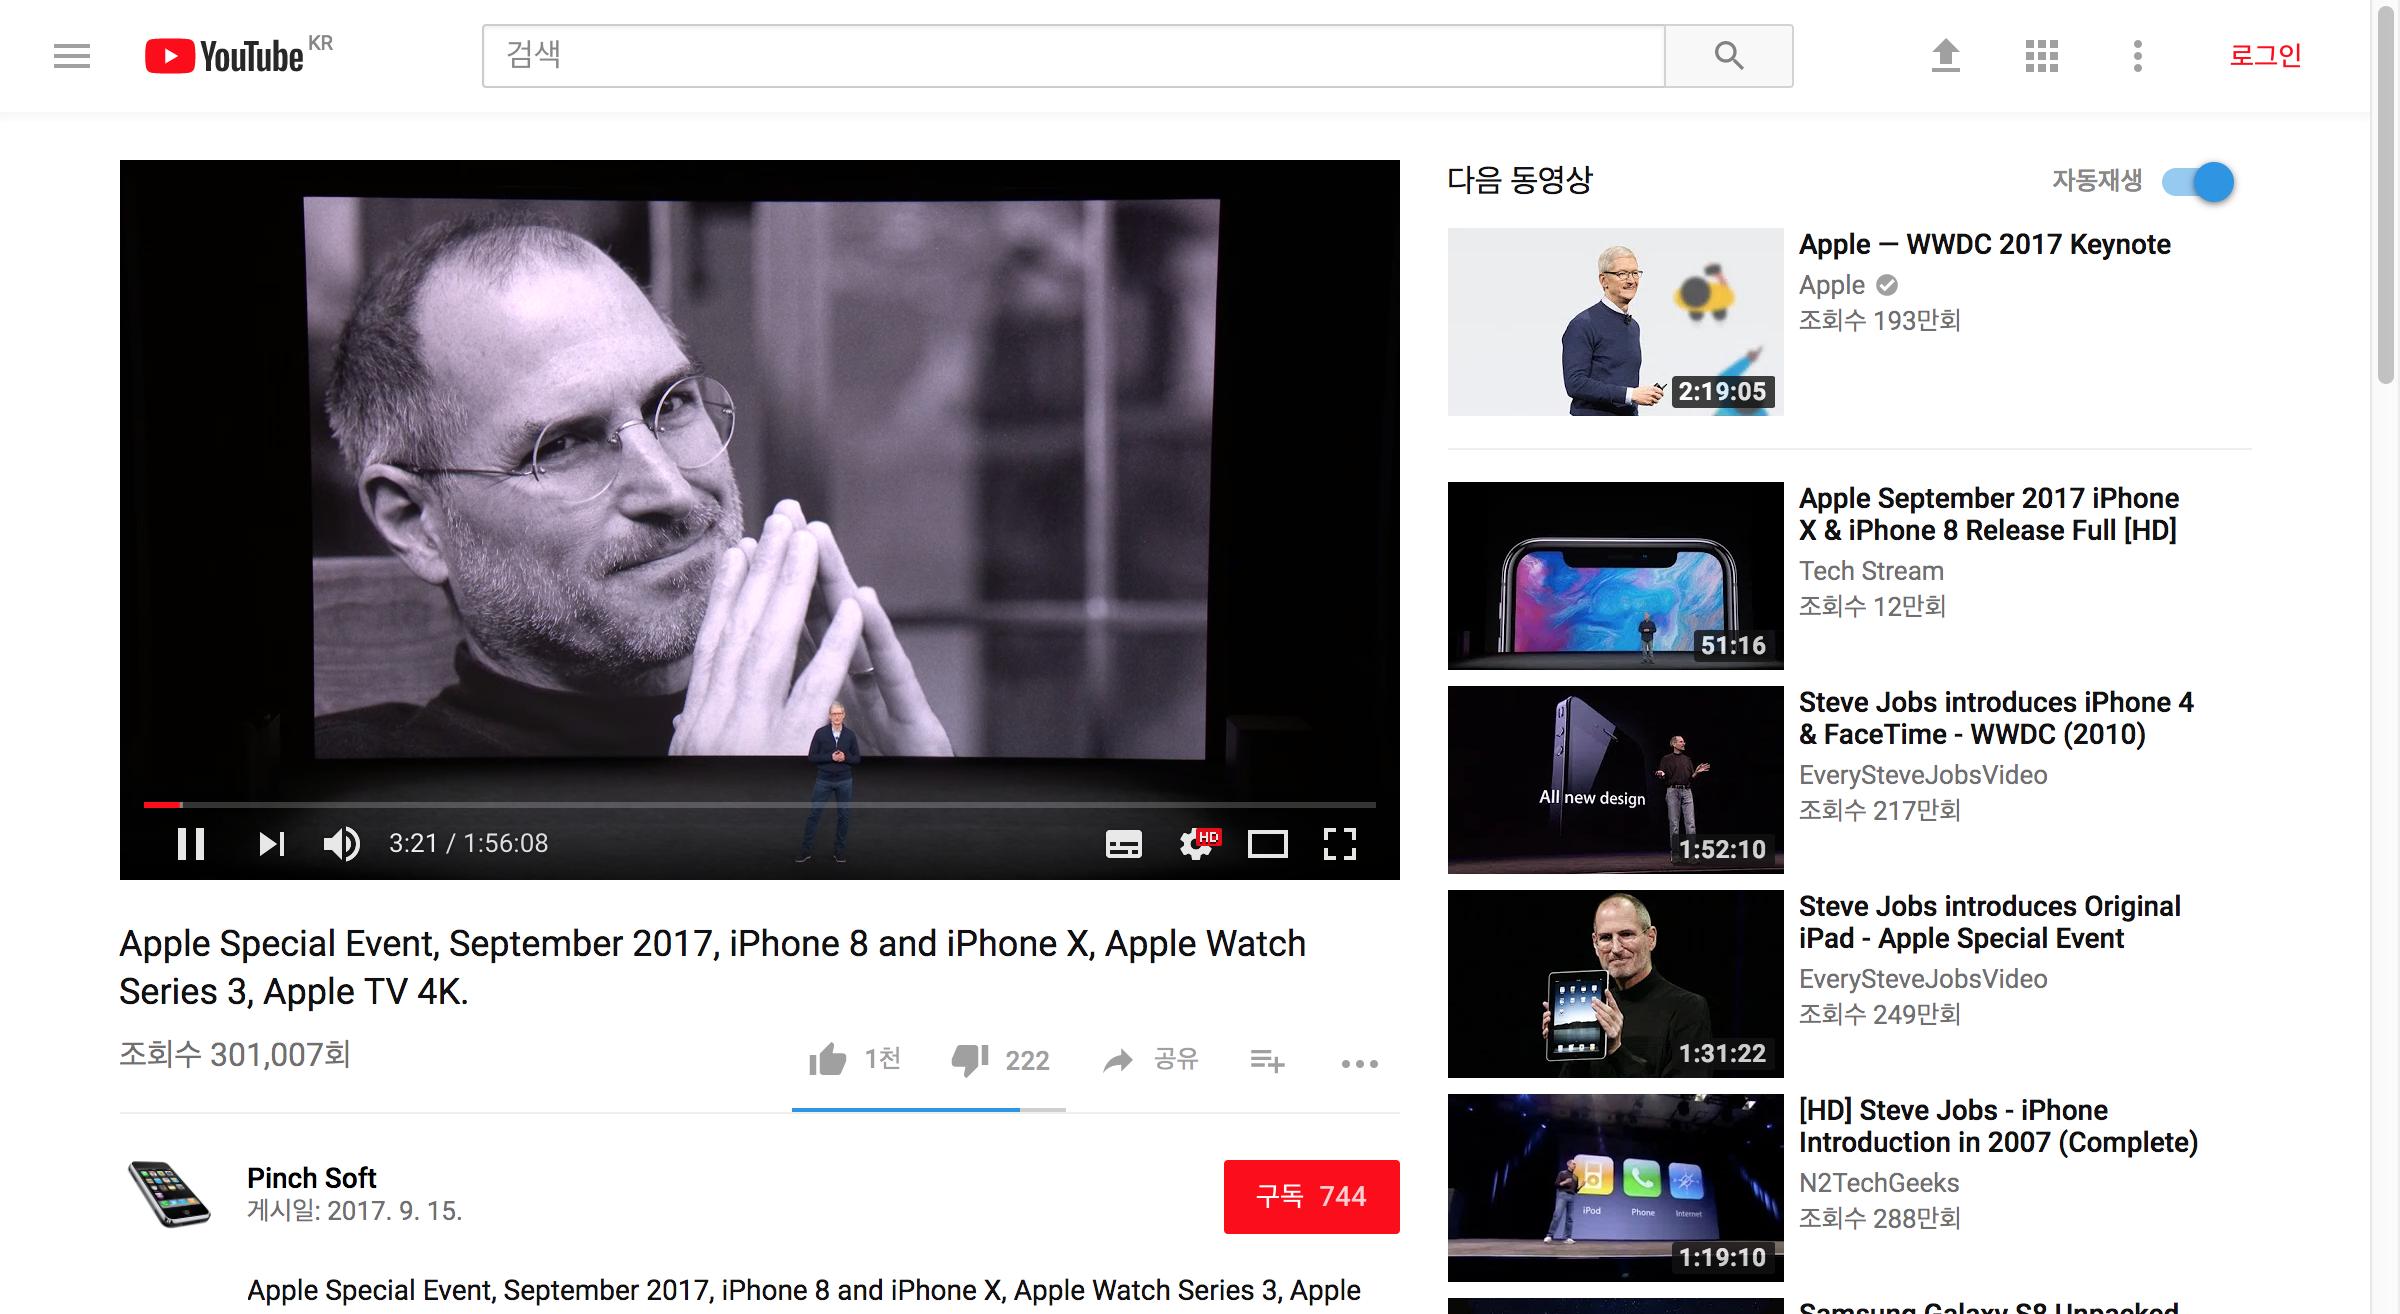 YouTube KR
검색
로그인
3:21 / 1:56:08
HD
Apple Special Event, September 2017, iPhone 8 and iPhone X, Apple Watch
Series 3, Apple TV 4K.
조회수 301,007회
1천
222
공유
Pinch Soft
게시일: 2017. 9. 15.
구독 744
Apple Special Event, September 2017, iPhone 8 and iPhone X, Apple Watch Series 3, Apple
다음 동영상
자동재생
2:19:05
Apple — WWDC 2017 Keynote
Apple
조회수 193만회
51:16
Apple September 2017 iPhone
X & iPhone 8 Release Full [HD]
Tech Stream
조회수 12만회
All new design
1:52:10
Steve Jobs introduces iPhone 4
& FaceTime - WWDC (2010)
EverySteveJobsVideo
조회수 217만회
1:31:22
Steve Jobs introduces Original
iPad - Apple Special Event
EverySteveJobsVideo
조회수 249만회
iPod
Phone
Internet
1:19:10
[HD] Steve Jobs - iPhone
Introduction in 2007 (Complete)
N2TechGeeks
조회수 288만회
Samsung Galaxy S8 Unpacked